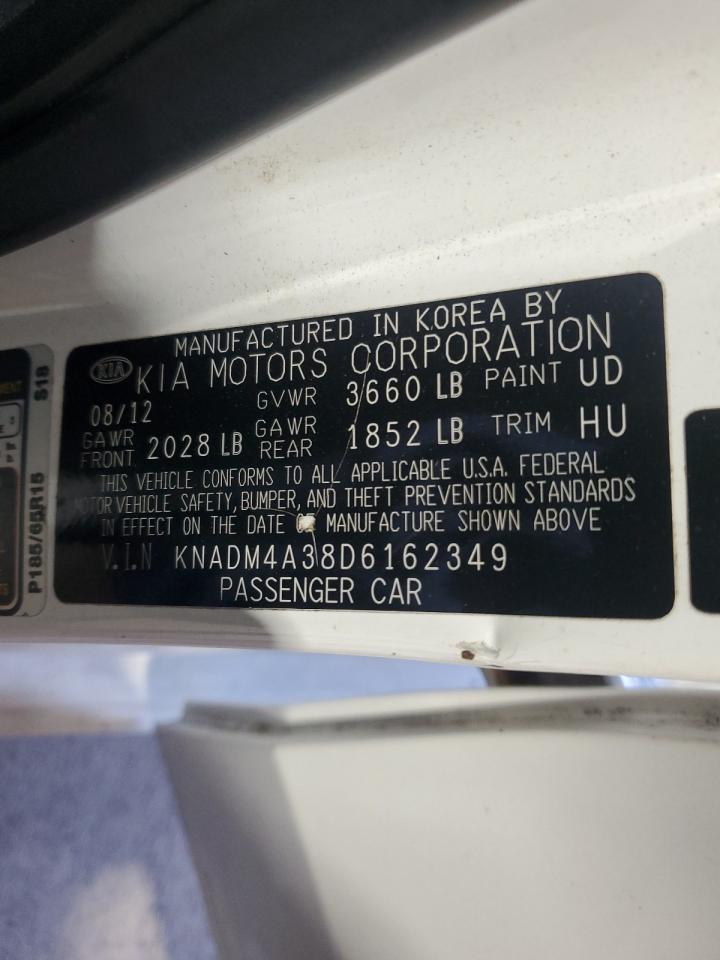 MANUFACTURED IN KOREA BY
KIA KIA MOTORS CORPORATION
08/12 GVWR 3660 LB PAINT UD
GAWR FRONT 2028 LB GAWR REAR 1852 LB TRIM HU
THIS VEHICLE CONFORMS TO ALL APPLICABLE U.S.A. FEDERAL
MOTOR VEHICLE SAFETY, BUMPER, AND THEFT PREVENTION STANDARDS
IN EFFECT ON THE DATE MANUFACTURE SHOWN ABOVE
V.I.N KNADM4A38D6162349
PASSENGER CAR
P185/65R15
S18